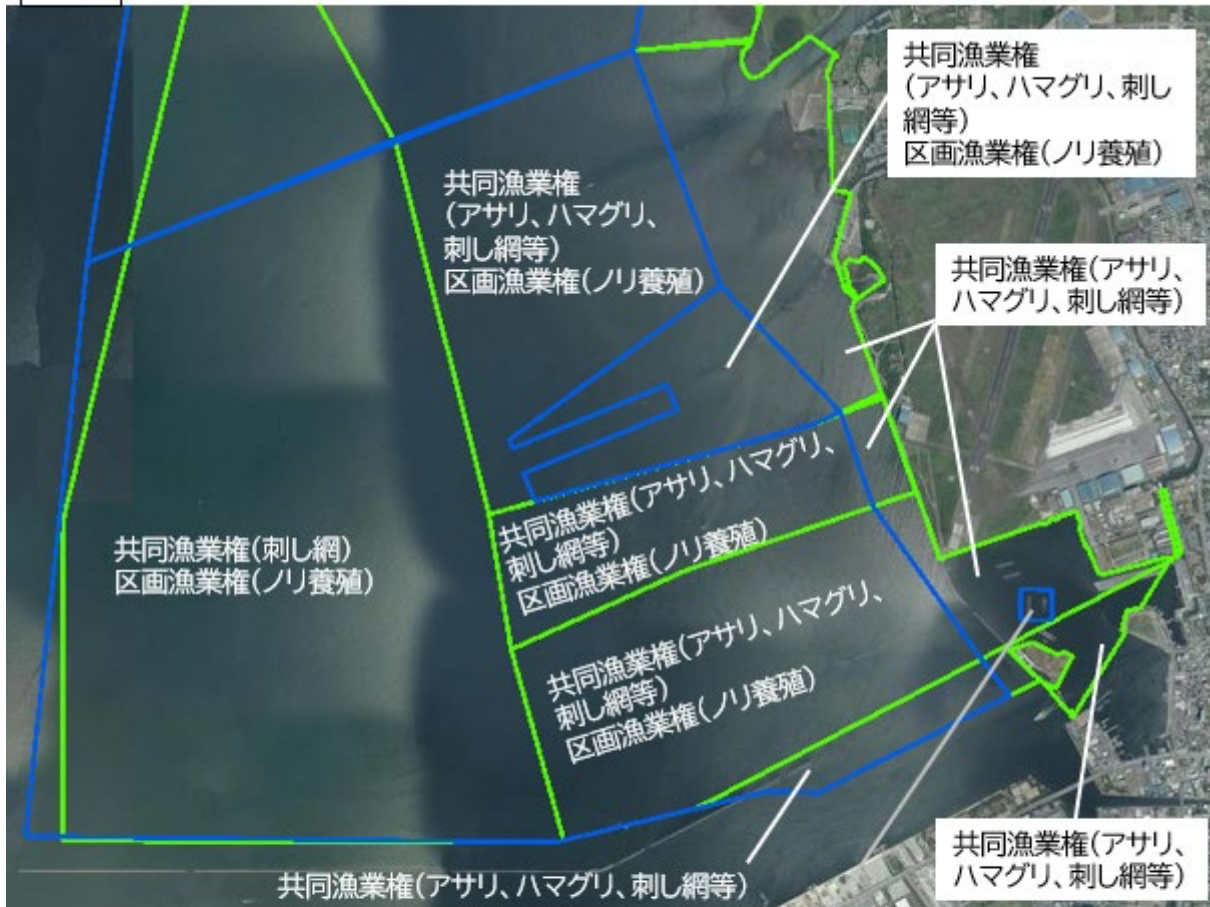 共同漁業権
(アサリ、ハマグリ、刺し
網等)
区画漁業権(ノリ養殖)
共同漁業権
(アサリ、ハマグリ、
刺し網等)
区画漁業権(ノリ養殖)
共同漁業権(アサリ、
ハマグリ、刺し網等)
共同漁業権(アサリ、ハマグリ、
刺し網等)
区画漁業権(ノリ養殖)
共同漁業権(刺し網)
区画漁業権(ノリ養殖)
共同漁業権(アサリ、ハマグリ、
刺し網等)
区画漁業権(ノリ養殖)
共同漁業権(アサリ、
ハマグリ、刺し網等)
共同漁業権(アサリ、ハマグリ、刺し網等)